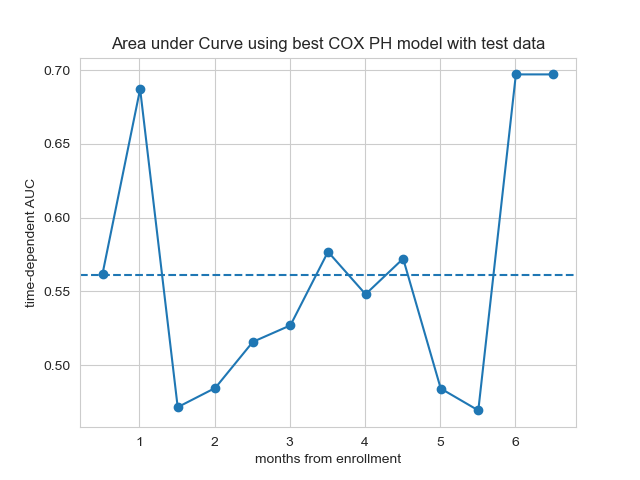 Area under Curve using best COX PH model with test data
time-dependent AUC
0.70
0.65
0.60
0.55
0.50
1 2 3 4 5 6
months from enrollment